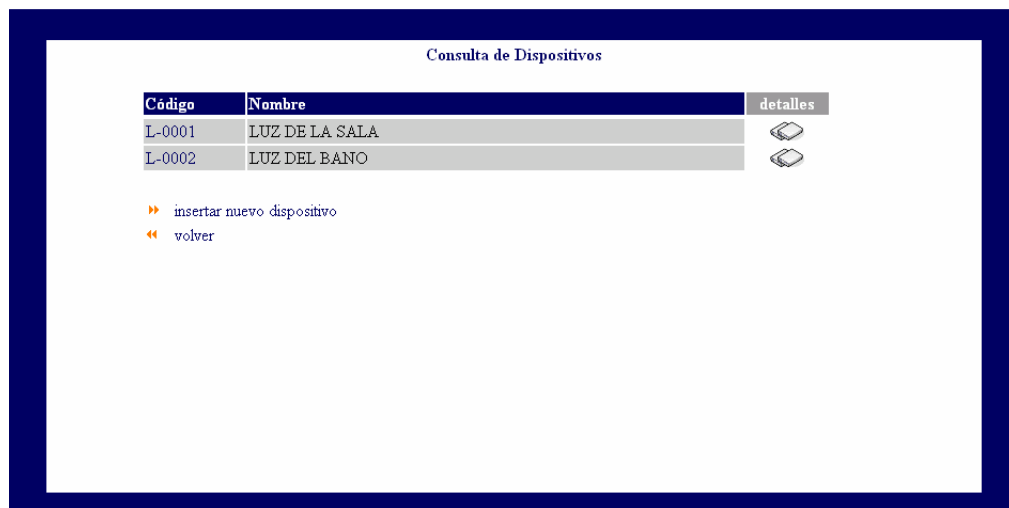 Consulta de Dispositivos
Código Nombre detalles
L-0001 LUZ DE LA SALA
L-0002 LUZ DEL BANO
insertar nuevo dispositivo
volver